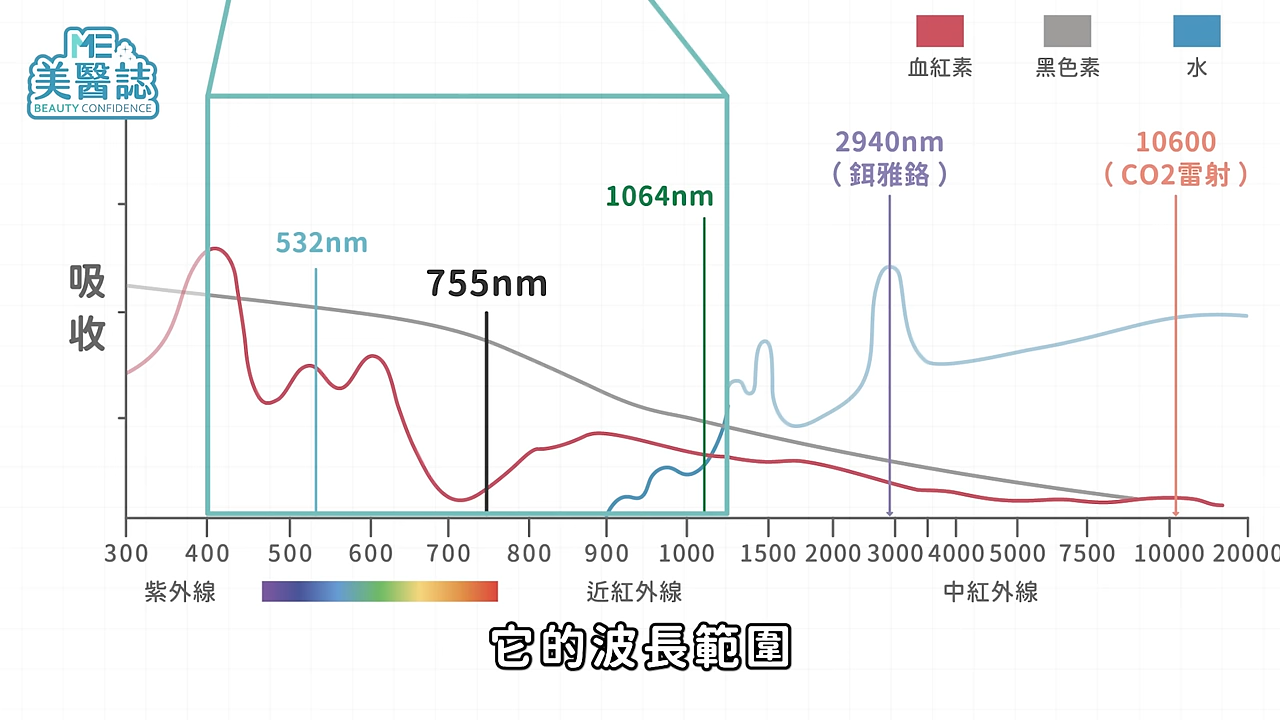 ME
美醫誌
BEAUTY CONFIDENCE
血紅素
黑色素
水
2940nm
（鉺雅鉻）
10600
（CO2雷射）
1064nm
532nm
755nm
吸收
300 400 500 600 700 800 900 1000 1500 2000 3000 4000 5000 7500 10000 20000
紫外線
近紅外線
中紅外線
它的波長範圍